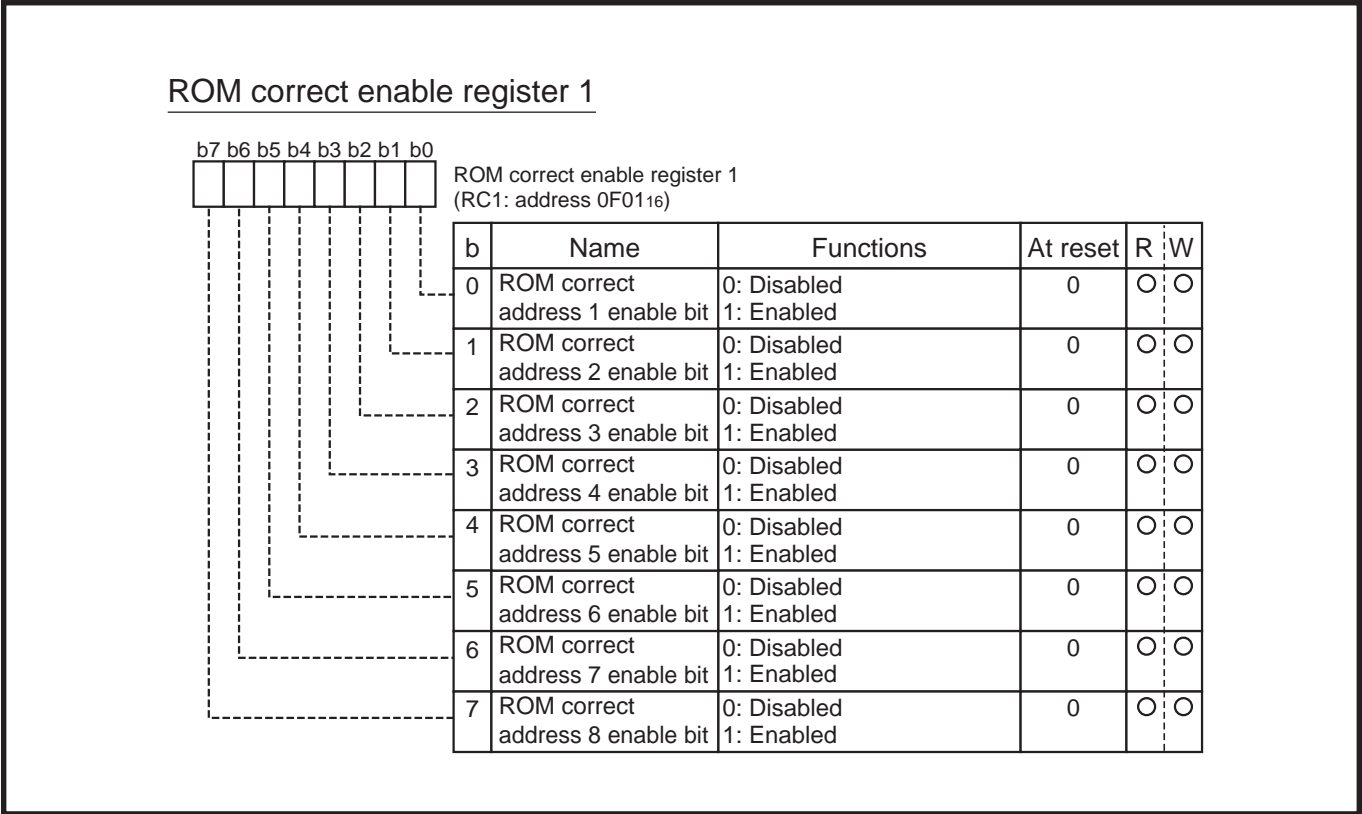 ROM correct enable register 1
b7 b6 b5 b4 b3 b2 b1 b0
ROM correct enable register 1
(RC1: address 0F0116)
b Name Functions At reset R W
0 ROM correct 0: Disabled 0 ○ ○
address 1 enable bit 1: Enabled
1 ROM correct 0: Disabled 0 ○ ○
address 2 enable bit 1: Enabled
2 ROM correct 0: Disabled 0 ○ ○
address 3 enable bit 1: Enabled
3 ROM correct 0: Disabled 0 ○ ○
address 4 enable bit 1: Enabled
4 ROM correct 0: Disabled 0 ○ ○
address 5 enable bit 1: Enabled
5 ROM correct 0: Disabled 0 ○ ○
address 6 enable bit 1: Enabled
6 ROM correct 0: Disabled 0 ○ ○
address 7 enable bit 1: Enabled
7 ROM correct 0: Disabled 0 ○ ○
address 8 enable bit 1: Enabled